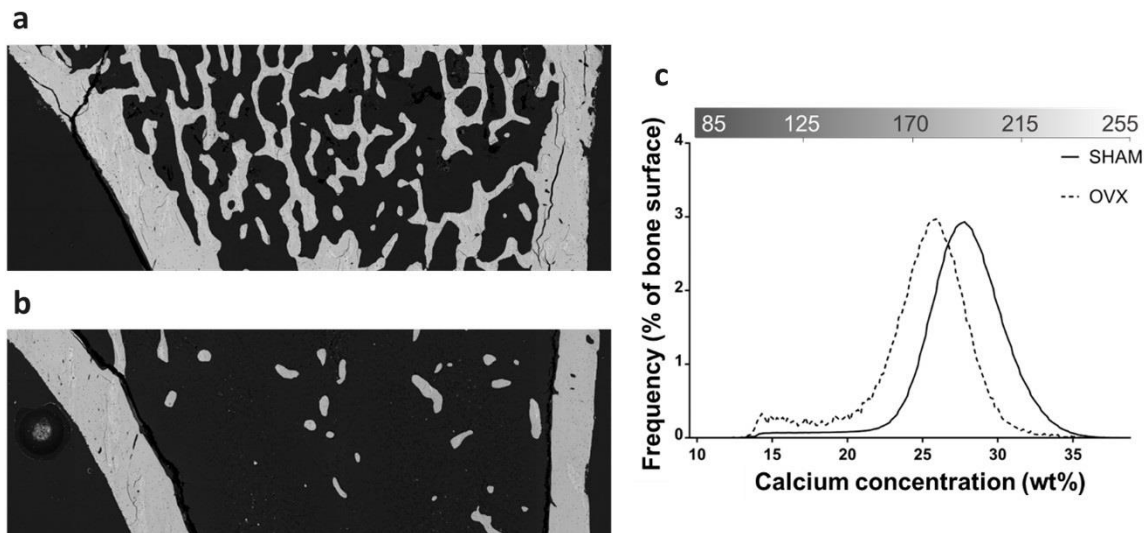 a
b
c
85 125 170 215 255
SHAM
OVX
4
3
2
1
0
Frequency (% of bone surface)
10 15 20 25 30 35
Calcium concentration (wt%)